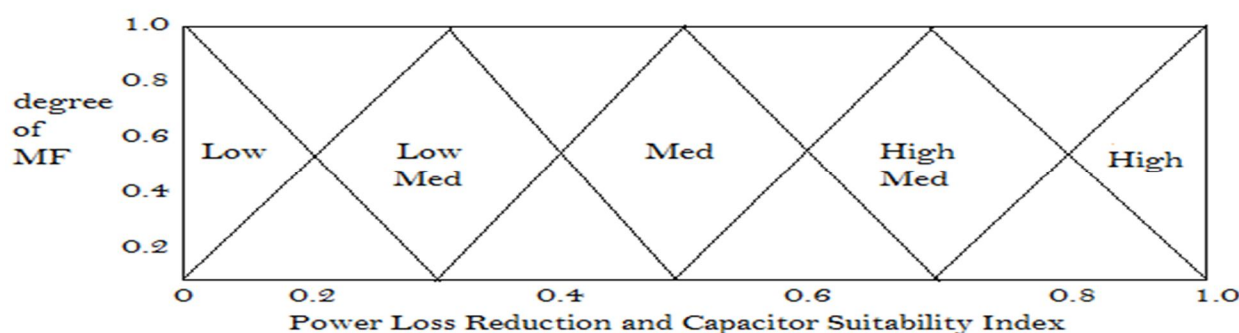 1.0
0.8
degree
of
MF
0.6
0.4
0.2
Low
Low
Med
Med
High
Med
High
0 0.2 0.4 0.6 0.8 1.0
Power Loss Reduction and Capacitor Suitability Index